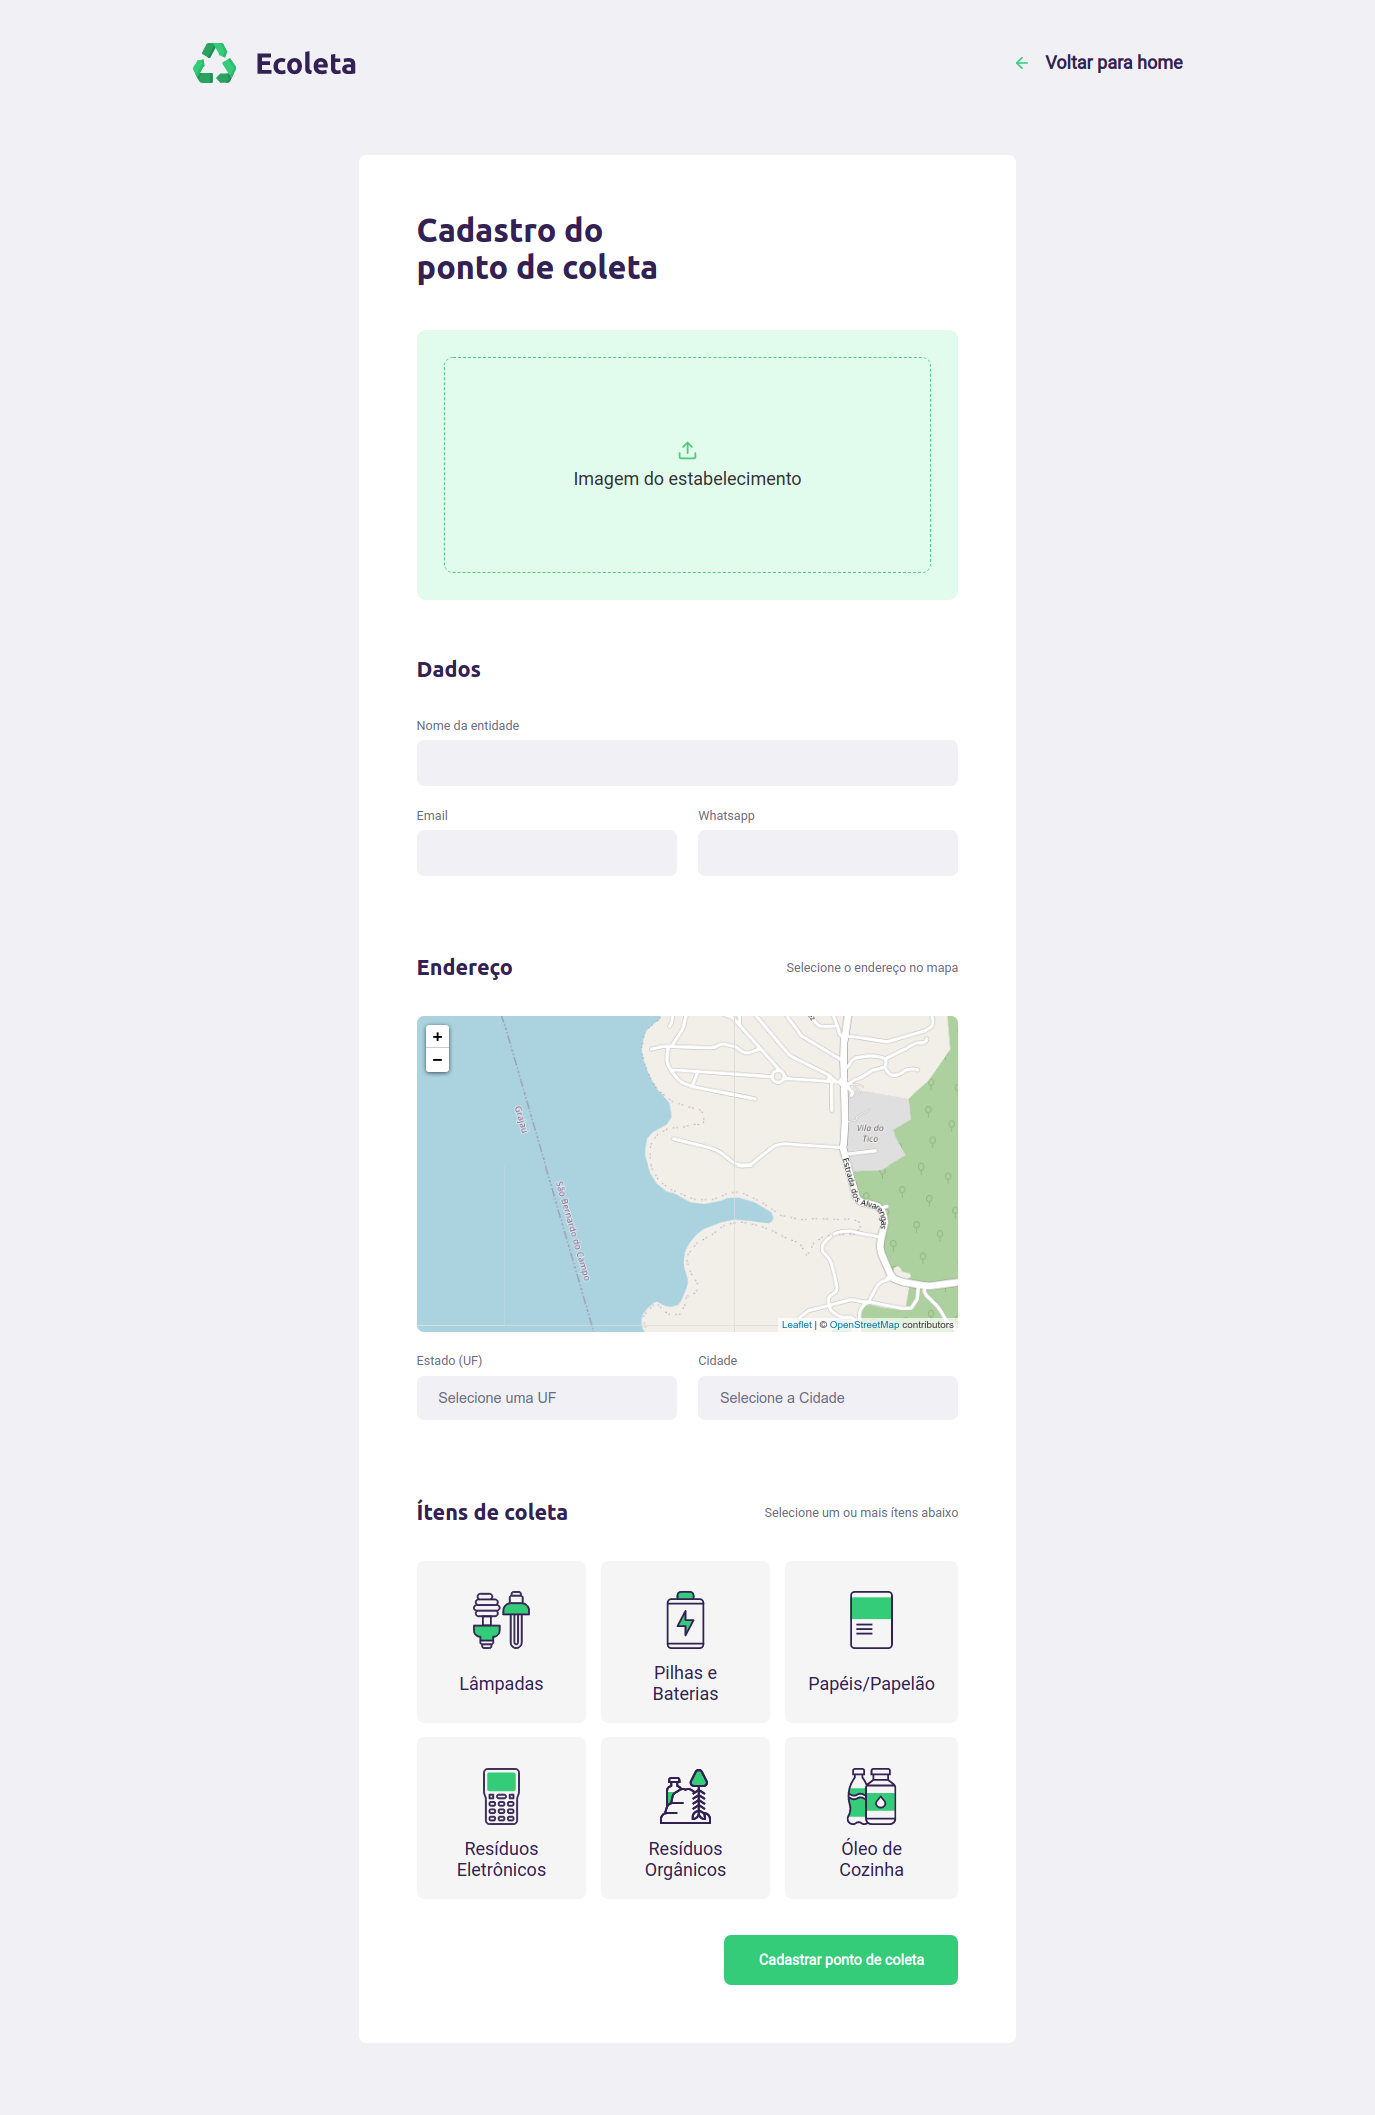 Ecoleta
Voltar para home
Cadastro do
ponto de coleta
Imagem do estabelecimento
Dados
Nome da entidade
Email
Whatsapp
Endereço
Selecione o endereço no mapa
+
−
Grajaú
São Bernardo do Campo
Vila do
Tico
Estrada dos Alvarengas
Leaflet | © OpenStreetMap contributors
Estado (UF)
Cidade
Selecione uma UF
Selecione a Cidade
Ítens de coleta
Selecione um ou mais ítens abaixo
Lâmpadas
Pilhas e
Baterias
Papéis/Papelão
Resíduos
Eletrônicos
Resíduos
Orgânicos
Óleo de
Cozinha
Cadastrar ponto de coleta